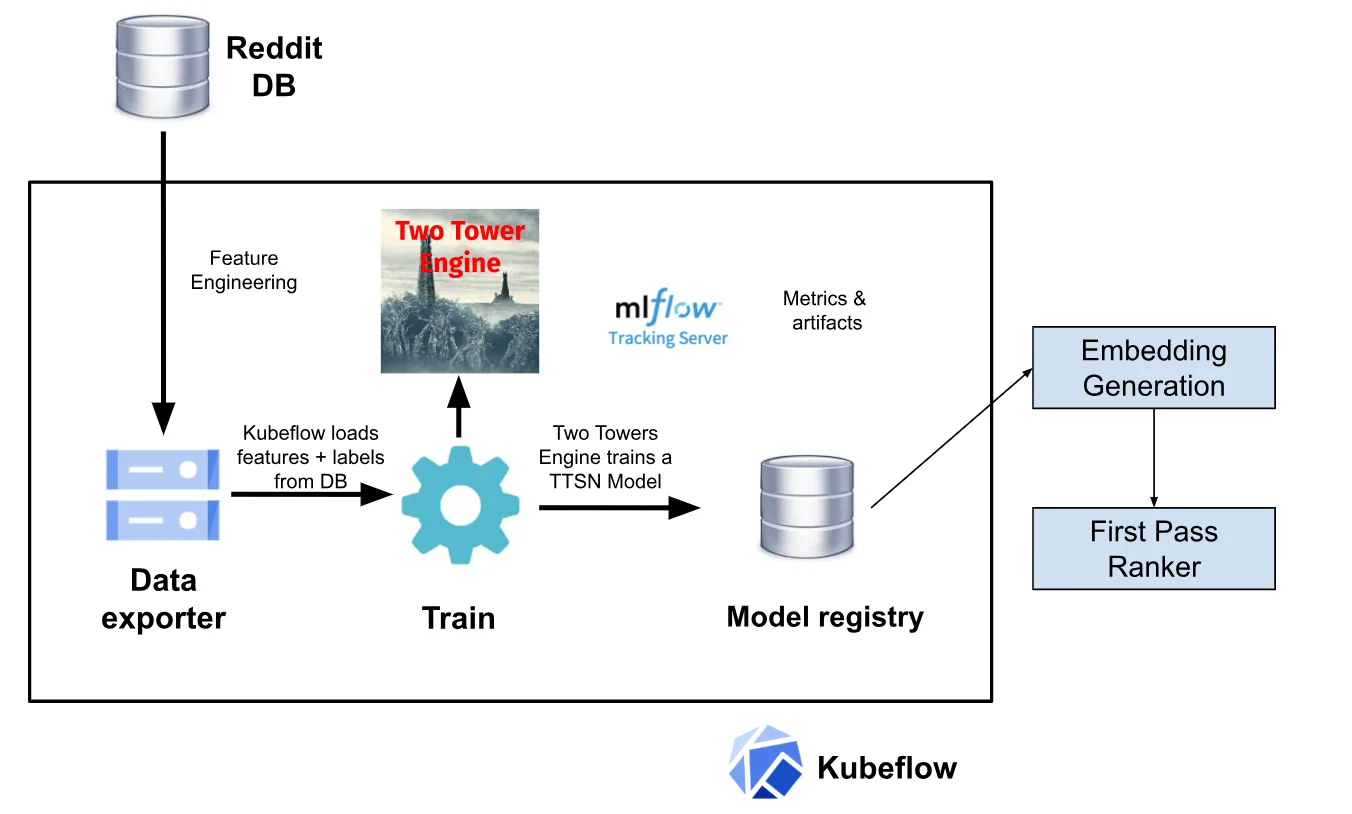 Reddit
DB
Feature
Engineering
Two Tower
Engine
mlflow™
Tracking Server
Metrics &
artifacts
Embedding
Generation
Kubeflow loads
features + labels
from DB
Two Towers
Engine trains a
TTSN Model
First Pass
Ranker
Data
exporter
Train
Model registry
Kubeflow